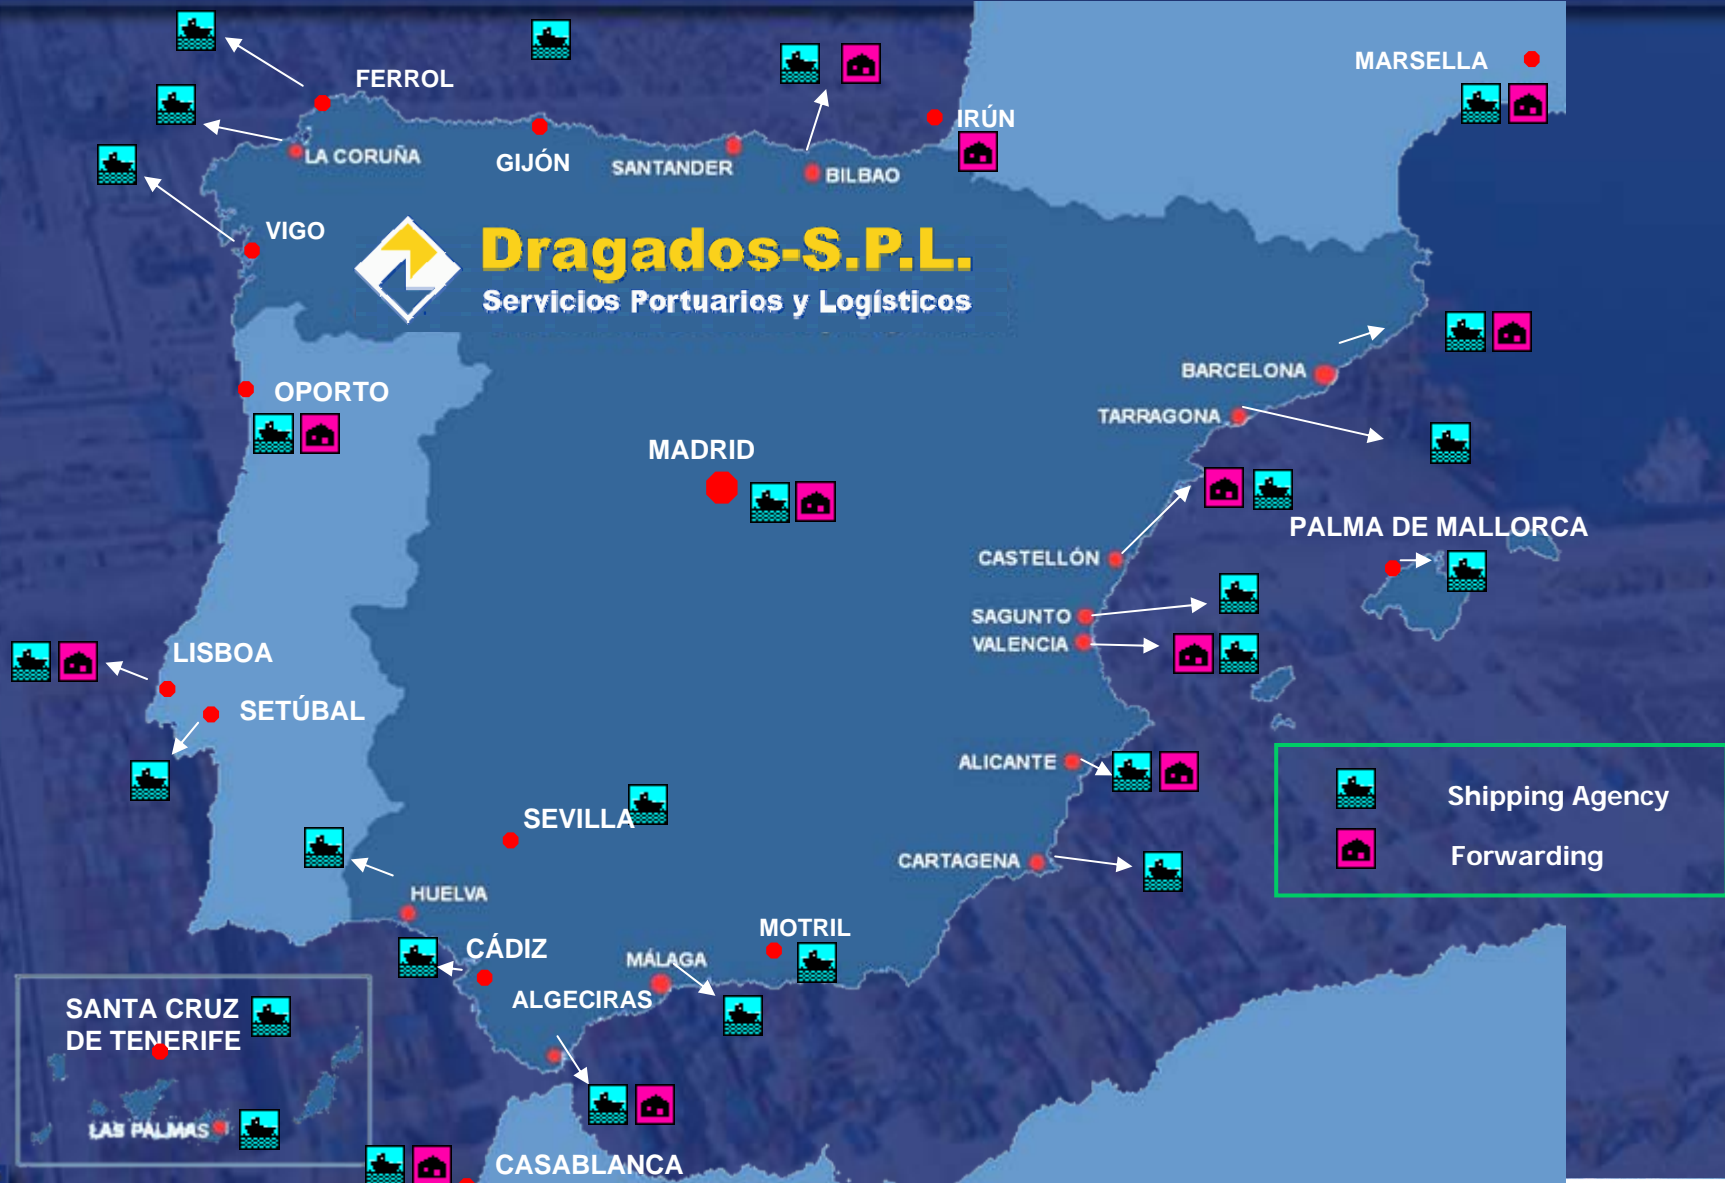 FERROL
MARSELLA
IRÚN
LA CORUÑA
GIJÓN
SANTANDER
BILBAO
VIGO
Dragados-S.P.L.
Servicios Portuarios y Logísticos
BARCELONA
OPORTO
TARRAGONA
MADRID
PALMA DE MALLORCA
CASTELLÓN
SAGUNTO
VALENCIA
LISBOA
SETÚBAL
ALICANTE
Shipping Agency
SEVILLA
Forwarding
CARTAGENA
HUELVA
MOTRIL
CÁDIZ
MÁLAGA
ALGECIRAS
SANTA CRUZ
DE TENERIFE
LAS PALMAS
CASABLANCA